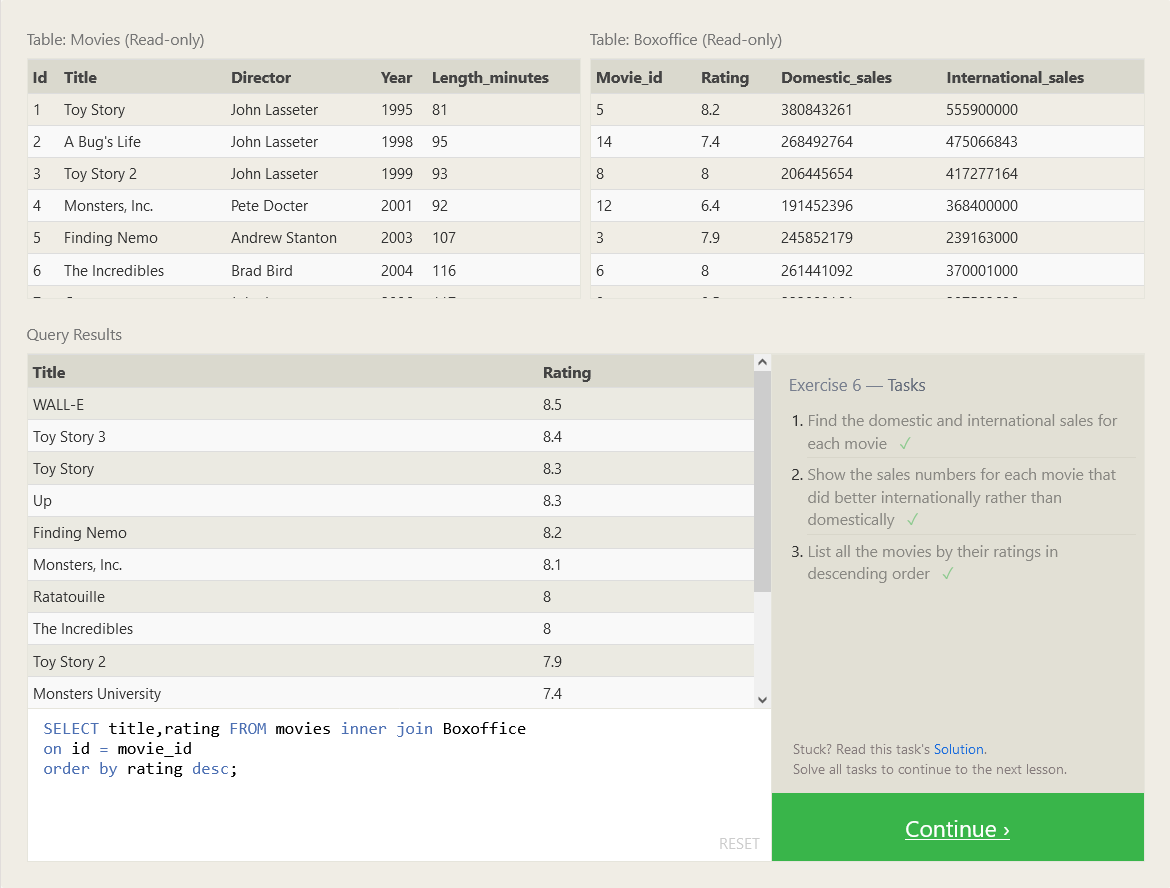 Table: Movies (Read-only)
Id Title Director Year Length_minutes
1 Toy Story John Lasseter 1995 81
2 A Bug's Life John Lasseter 1998 95
3 Toy Story 2 John Lasseter 1999 93
4 Monsters, Inc. Pete Docter 2001 92
5 Finding Nemo Andrew Stanton 2003 107
6 The Incredibles Brad Bird 2004 116
Table: Boxoffice (Read-only)
Movie_id Rating Domestic_sales International_sales
5 8.2 380843261 555900000
14 7.4 268492764 475066843
8 8 206445654 417277164
12 6.4 191452396 368400000
3 7.9 245852179 239163000
6 8 261441092 370001000
Query Results
Title Rating
WALL-E 8.5
Toy Story 3 8.4
Toy Story 8.3
Up 8.3
Finding Nemo 8.2
Monsters, Inc. 8.1
Ratatouille 8
The Incredibles 8
Toy Story 2 7.9
Monsters University 7.4
SELECT title,rating FROM movies inner join Boxoffice
on id = movie_id
order by rating desc;
RESET
Exercise 6 — Tasks
1. Find the domestic and international sales for
each movie ✓
2. Show the sales numbers for each movie that
did better internationally rather than
domestically ✓
3. List all the movies by their ratings in
descending order ✓
Stuck? Read this task's Solution.
Solve all tasks to continue to the next lesson.
Continue ›